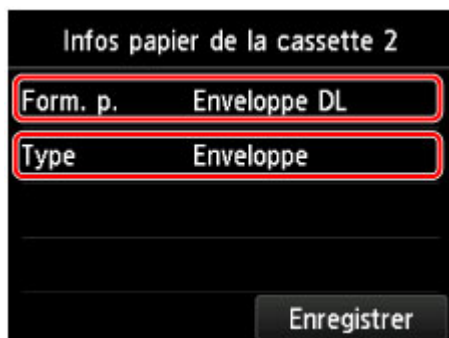 Infos papier de la cassette 2
Form. p. Enveloppe DL
Type Enveloppe
Enregistrer